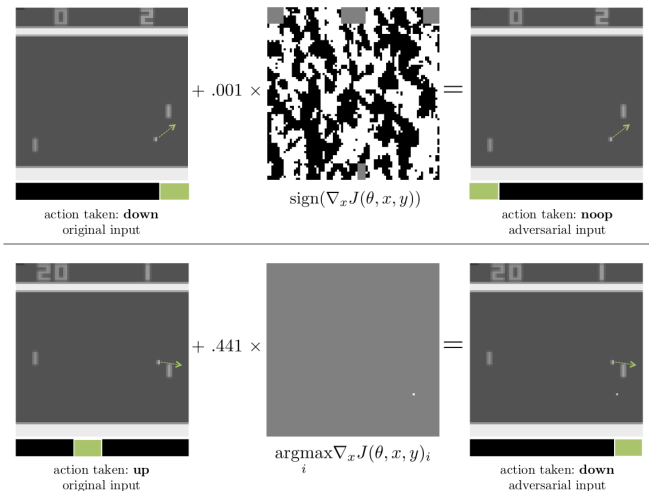 0 2
0 2
+ .001 ×
=
sign(∇ₓJ(θ, x, y))
action taken: down
original input
action taken: noop
adversarial input
20 1
20 1
+ .441 ×
=
argmax∇ₓJ(θ, x, y)ᵢ
i
action taken: up
original input
action taken: down
adversarial input